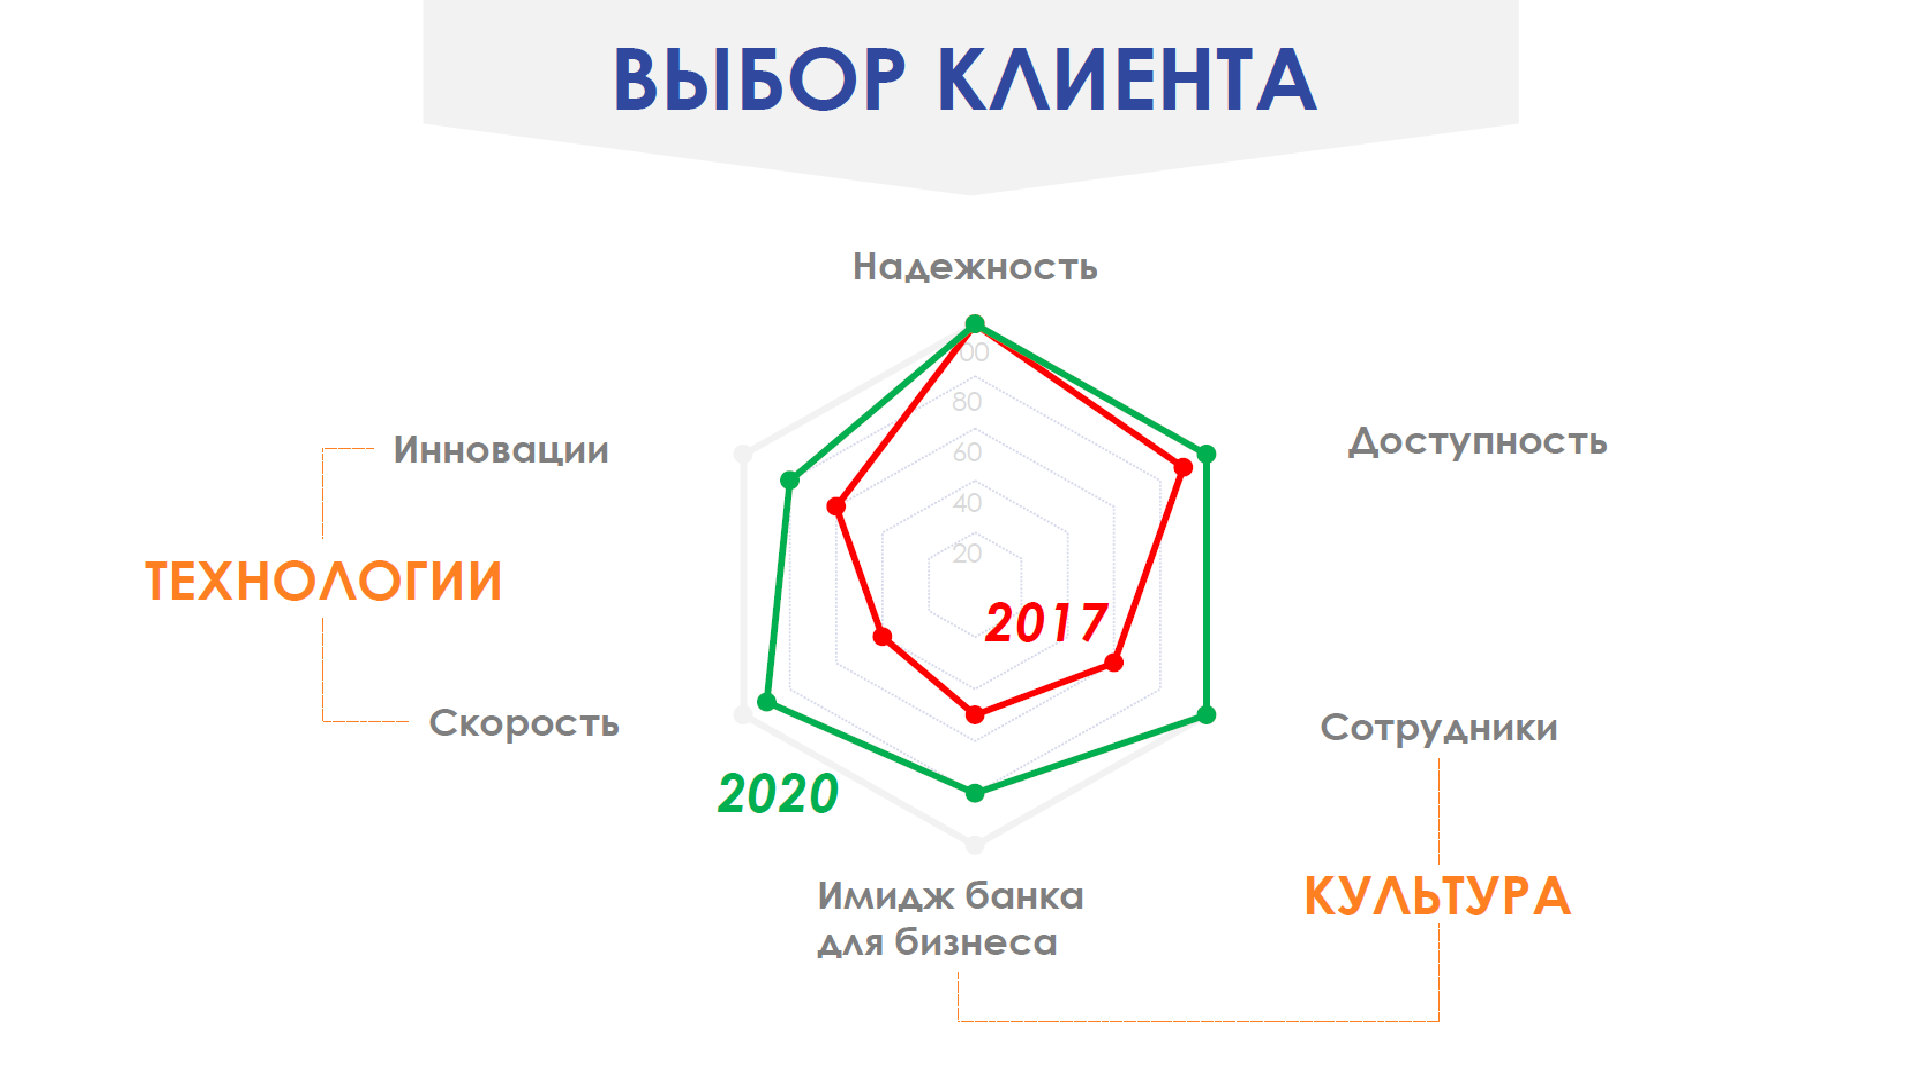 ВЫБОР КЛИЕНТА
Надежность
00
80
60
40
20
Инновации
Доступность
ТЕХНОЛОГИИ
2017
Скорость
Сотрудники
2020
Имидж банка
для бизнеса
КУЛЬТУРА